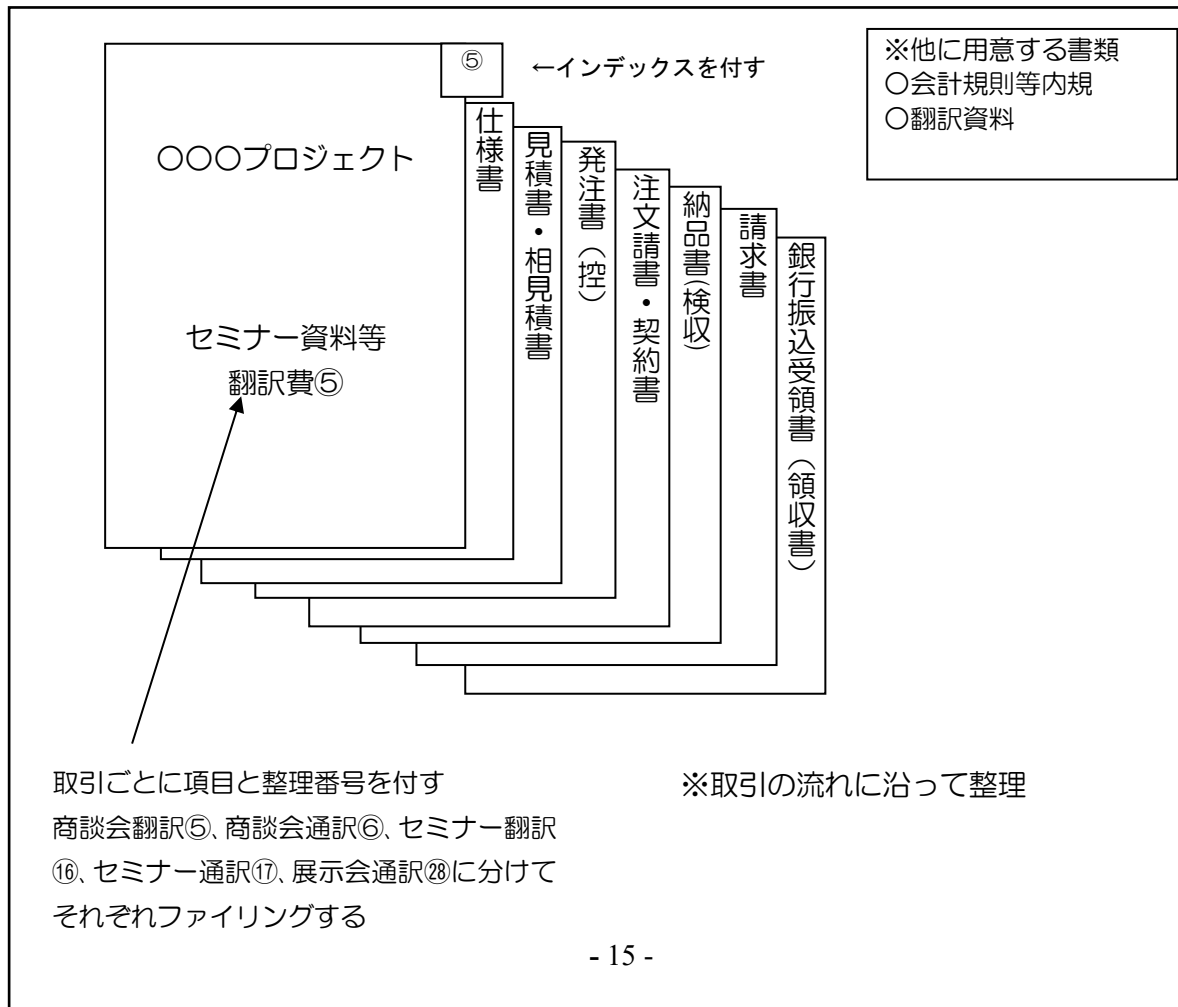 ⑤
←インデックスを付す
※他に用意する書類
〇会計規則等内規
〇翻訳資料
〇〇〇プロジェクト
セミナー資料等
翻訳費⑤
仕様書
見積書・相見積書
発注書（控）
注文請書・契約書
納品書(検収)
請求書
銀行振込受領書（領収書）
取引ごとに項目と整理番号を付す
商談会翻訳⑤、商談会通訳⑥、セミナー翻訳
⑯、セミナー通訳⑰、展示会通訳㉘に分けて
それぞれファイリングする
※取引の流れに沿って整理
- 15 -